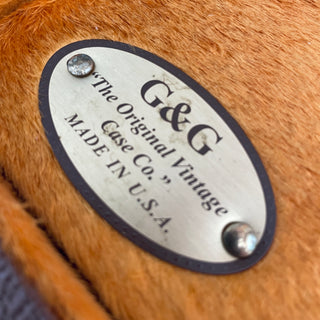 G&G
"The Original Vintage
Case Co."
MADE IN U.S.A.